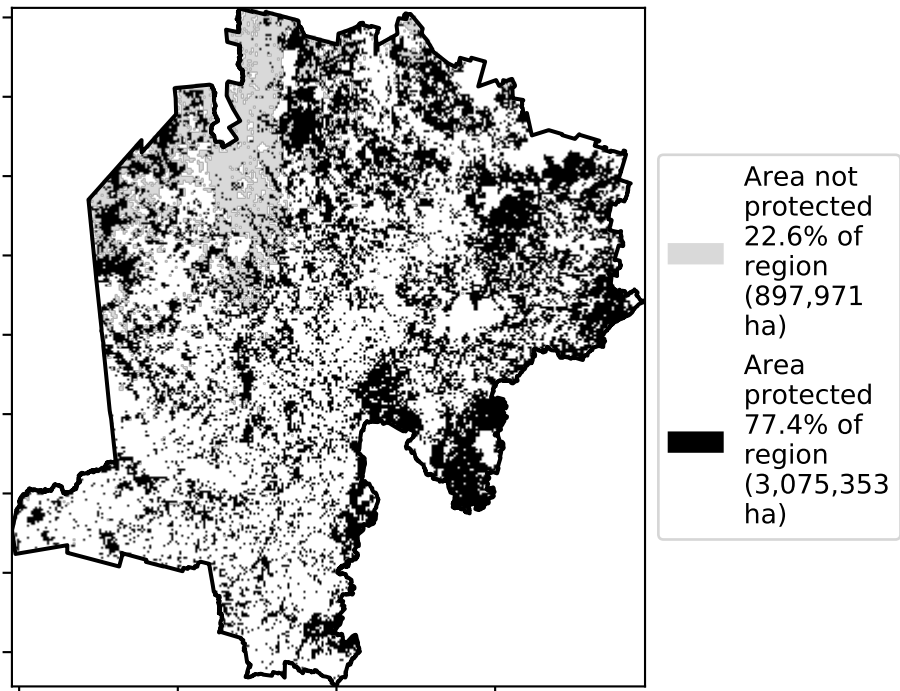 Area not
protected
22.6% of
region
(897,971
ha)
Area
protected
77.4% of
region
(3,075,353
ha)